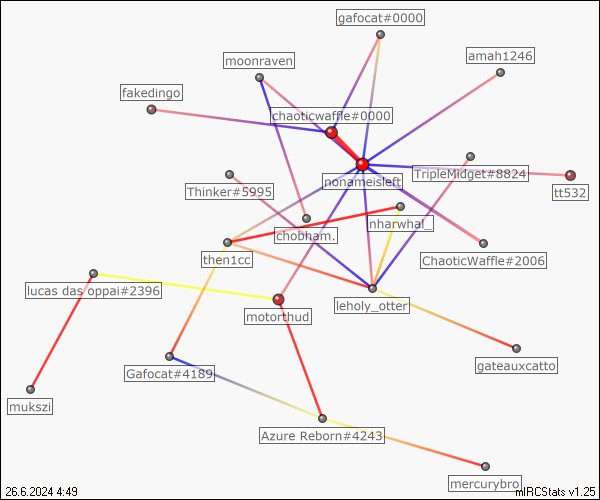 gafocat#0000
amah1246
moonraven
fakedingo
chaoticwaffle#0000
TripleMidget#8824
nonameisleft
Thinker#5995
tt532
nharwhal_
chobham.
then1cc
ChaoticWaffle#2006
lucas das oppai#2396
leholy_otter
motorthud
gateauxcatto
Gafocat#4189
mukszi
Azure Reborn#4243
mercurybro
26.6.2024 4:49
mIRCStats v1.25